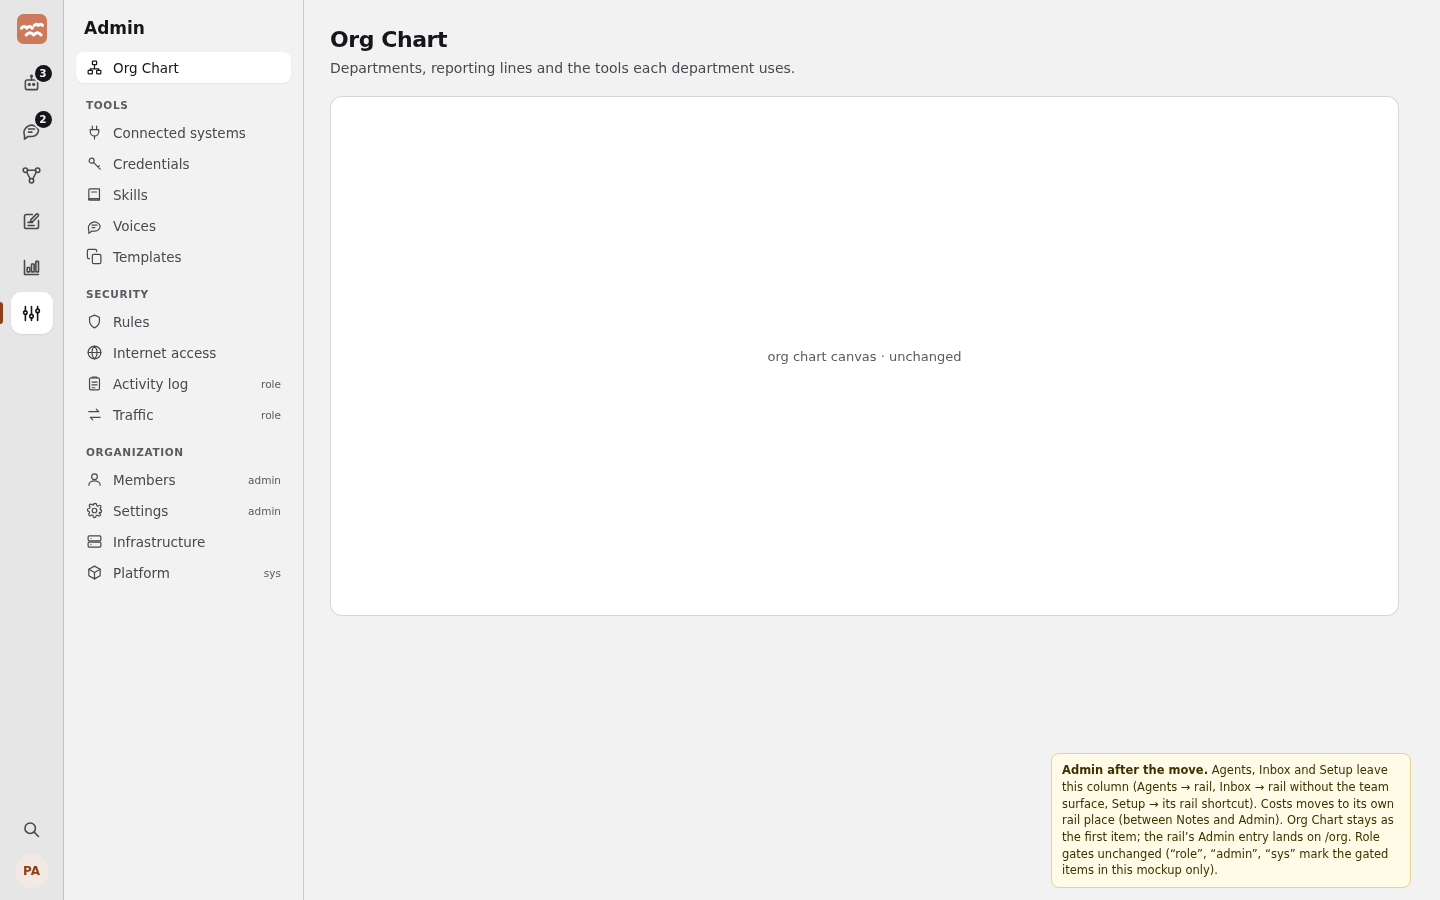 3
2
PA
Admin
Org Chart
TOOLS
Connected systems
Credentials
Skills
Voices
Templates
SECURITY
Rules
Internet access
Activity log role
Traffic role
ORGANIZATION
Members admin
Settings admin
Infrastructure
Platform sys
Org Chart
Departments, reporting lines and the tools each department uses.
org chart canvas · unchanged
Admin after the move. Agents, Inbox and Setup leave
this column (Agents → rail, Inbox → rail without the team
surface, Setup → its rail shortcut). Costs moves to its own
rail place (between Notes and Admin). Org Chart stays as
the first item; the rail’s Admin entry lands on /org. Role
gates unchanged (“role”, “admin”, “sys” mark the gated
items in this mockup only).